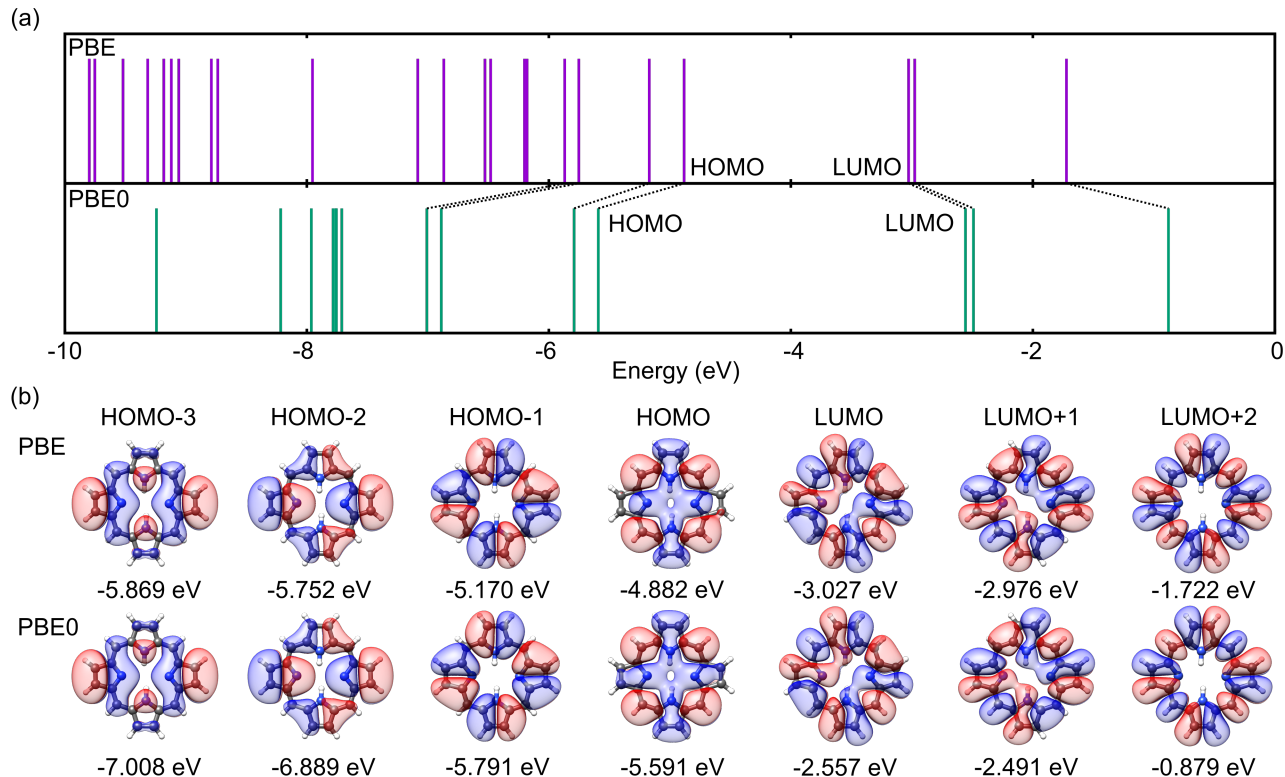 (a)
PBE
HOMO LUMO
PBE0
HOMO LUMO
-10 -8 -6 -4 -2 0
Energy (eV)
(b)
HOMO-3 HOMO-2 HOMO-1 HOMO LUMO LUMO+1 LUMO+2
PBE
-5.869 eV -5.752 eV -5.170 eV -4.882 eV -3.027 eV -2.976 eV -1.722 eV
PBE0
-7.008 eV -6.889 eV -5.791 eV -5.591 eV -2.557 eV -2.491 eV -0.879 eV